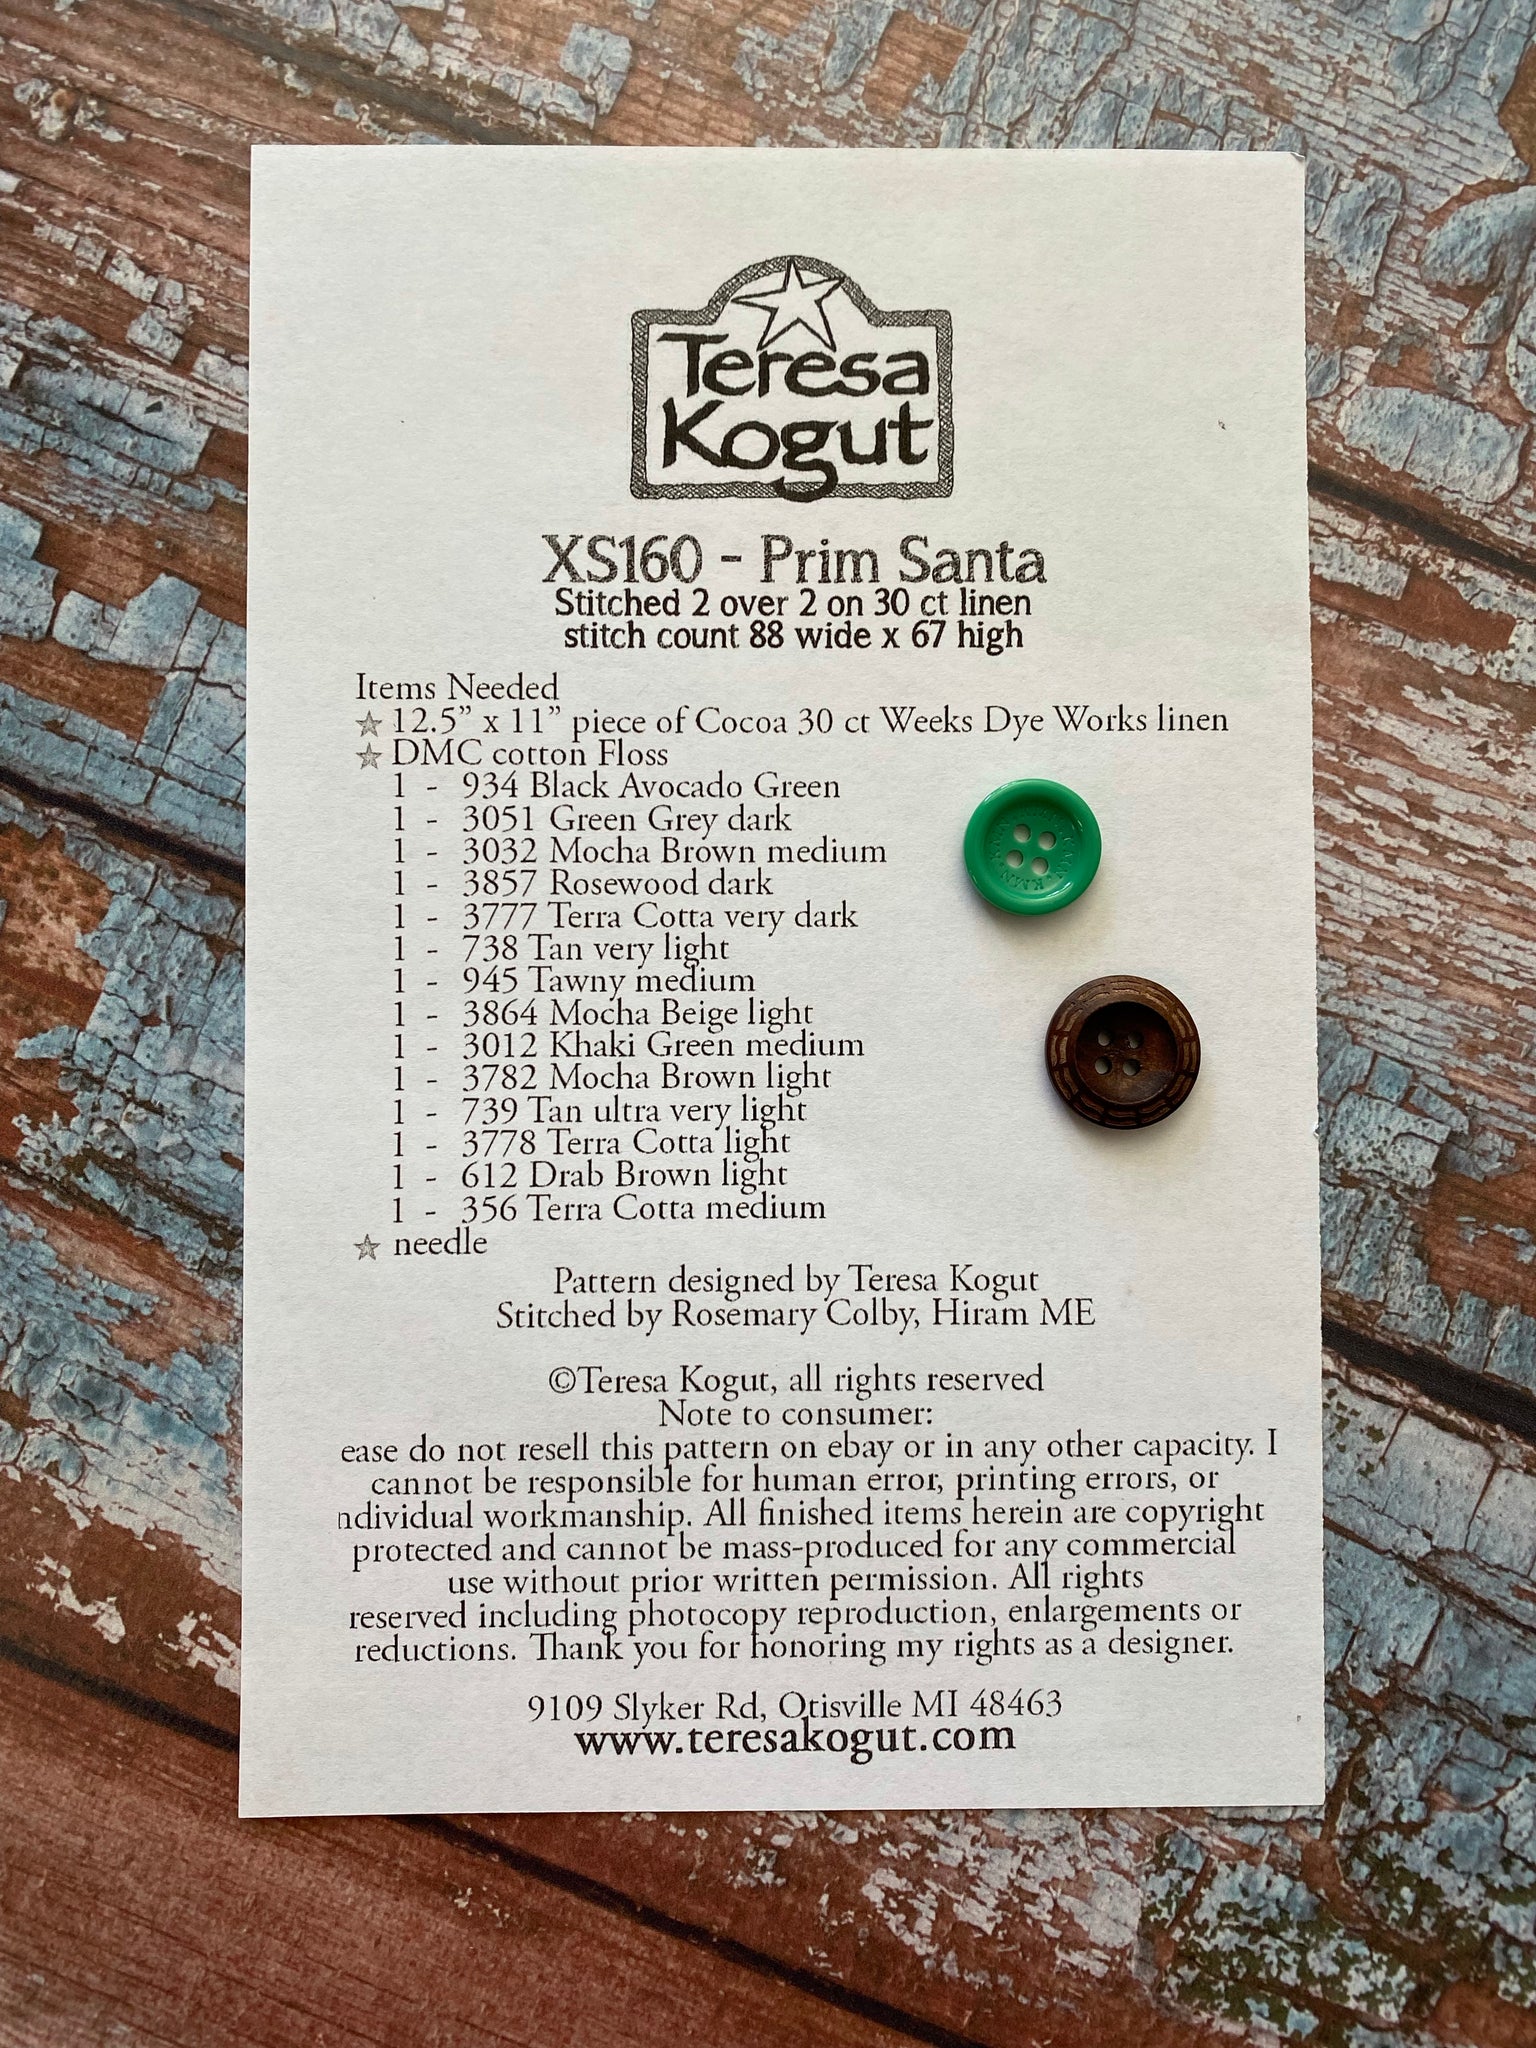 Teresa
Kogut
XS160 - Prim Santa
Stitched 2 over 2 on 30 ct linen
stitch count 88 wide x 67 high
Items Needed
12.5" x 11" piece of Cocoa 30 ct Weeks Dye Works linen
DMC cotton Floss
1 - 934 Black Avocado Green
1 - 3051 Green Grey dark
1 - 3032 Mocha Brown medium
1 - 3857 Rosewood dark
1 - 3777 Terra Cotta very dark
1 - 738 Tan very light
1 - 945 Tawny medium
1 - 3864 Mocha Beige light
1 - 3012 Khaki Green medium
1 - 3782 Mocha Brown light
1 - 739 Tan ultra very light
1 - 3778 Terra Cotta light
1 - 612 Drab Brown light
1 - 356 Terra Cotta medium
needle
Pattern designed by Teresa Kogut
Stitched by Rosemary Colby, Hiram ME
©Teresa Kogut, all rights reserved
Note to consumer:
ease do not resell this pattern on ebay or in any other capacity. I
cannot be responsible for human error, printing errors, or
ndividual workmanship. All finished items herein are copyright
protected and cannot be mass-produced for any commercial
use without prior written permission. All rights
reserved including photocopy reproduction, enlargements or
reductions. Thank you for honoring my rights as a designer.
9109 Slyker Rd, Otisville MI 48463
www.teresakogut.com